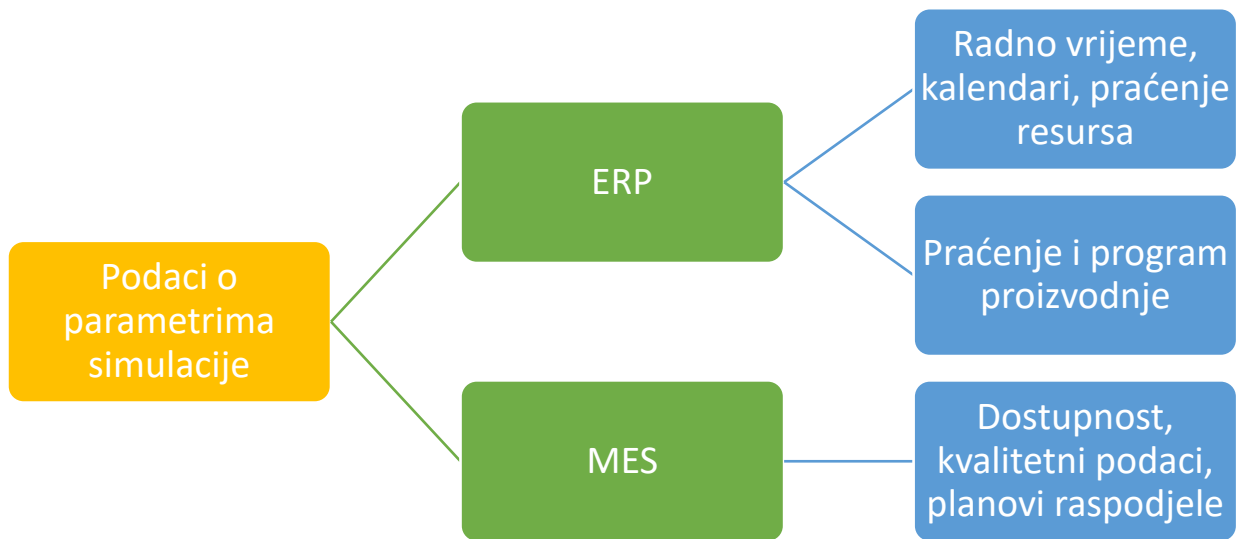 Podaci o
parametrima
simulacije
ERP
MES
Radno vrijeme,
kalendari, praćenje
resursa
Praćenje i program
proizvodnje
Dostupnost,
kvalitetni podaci,
planovi raspodjele